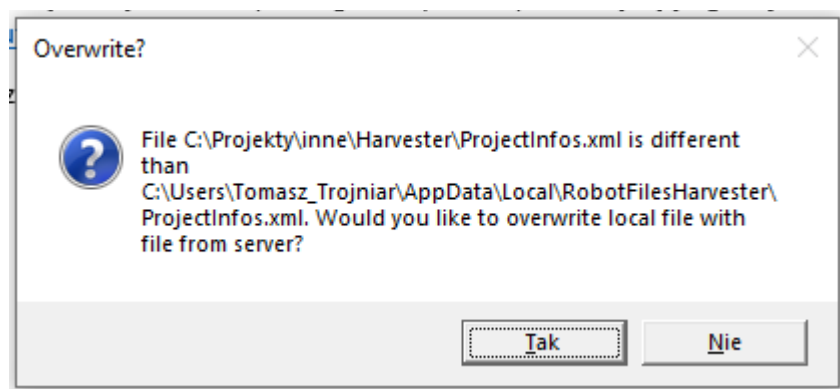 Overwrite?
File C:\Projekty\inne\Harvester\ProjectInfos.xml is different
than
C:\Users\Tomasz_Trojniar\AppData\Local\RobotFilesHarvester\
ProjectInfos.xml. Would you like to overwrite local file with
file from server?
Tak
Nie